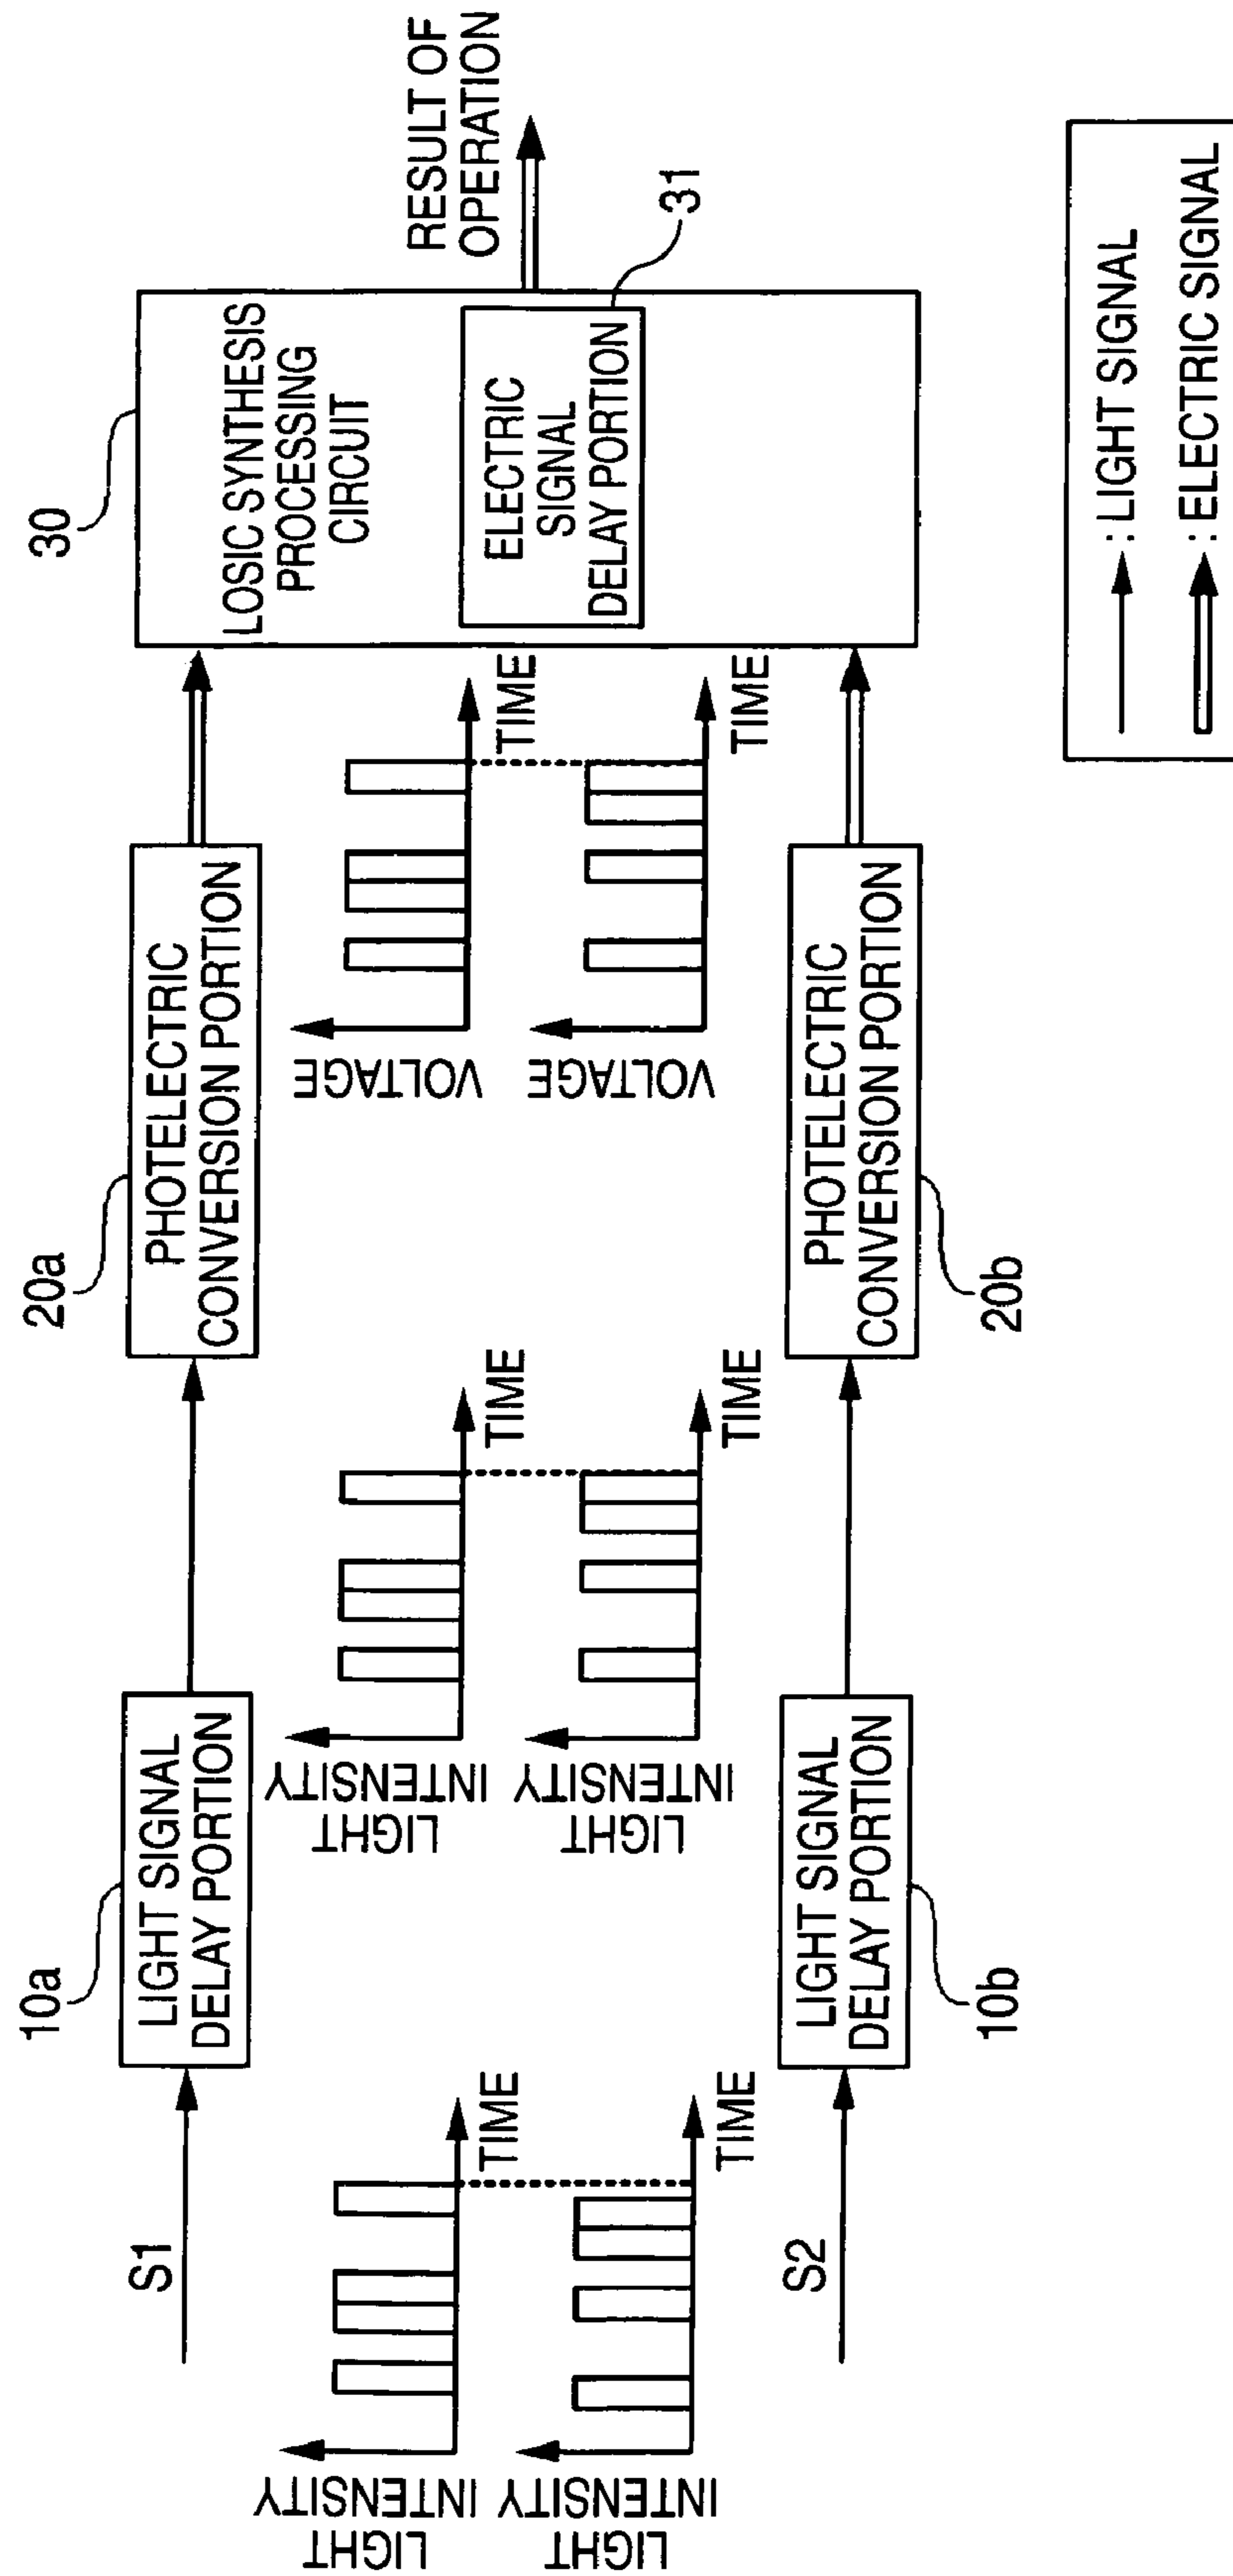 S1
10a
LIGHT SIGNAL
DELAY PORTION
20a
PHOTELECTRIC
CONVERSION PORTION
30
LOSIC SYNTHESIS
PROCESSING
CIRCUIT
ELECTRIC
SIGNAL
DELAY PORTION
31
RESULT OF
OPERATION
LIGHT
INTENSITY
TIME
LIGHT
INTENSITY
TIME
VOLTAGE
TIME
LIGHT
INTENSITY
TIME
LIGHT
INTENSITY
TIME
VOLTAGE
TIME
S2
LIGHT SIGNAL
DELAY PORTION
10b
PHOTELECTRIC
CONVERSION PORTION
20b
: LIGHT SIGNAL
: ELECTRIC SIGNAL